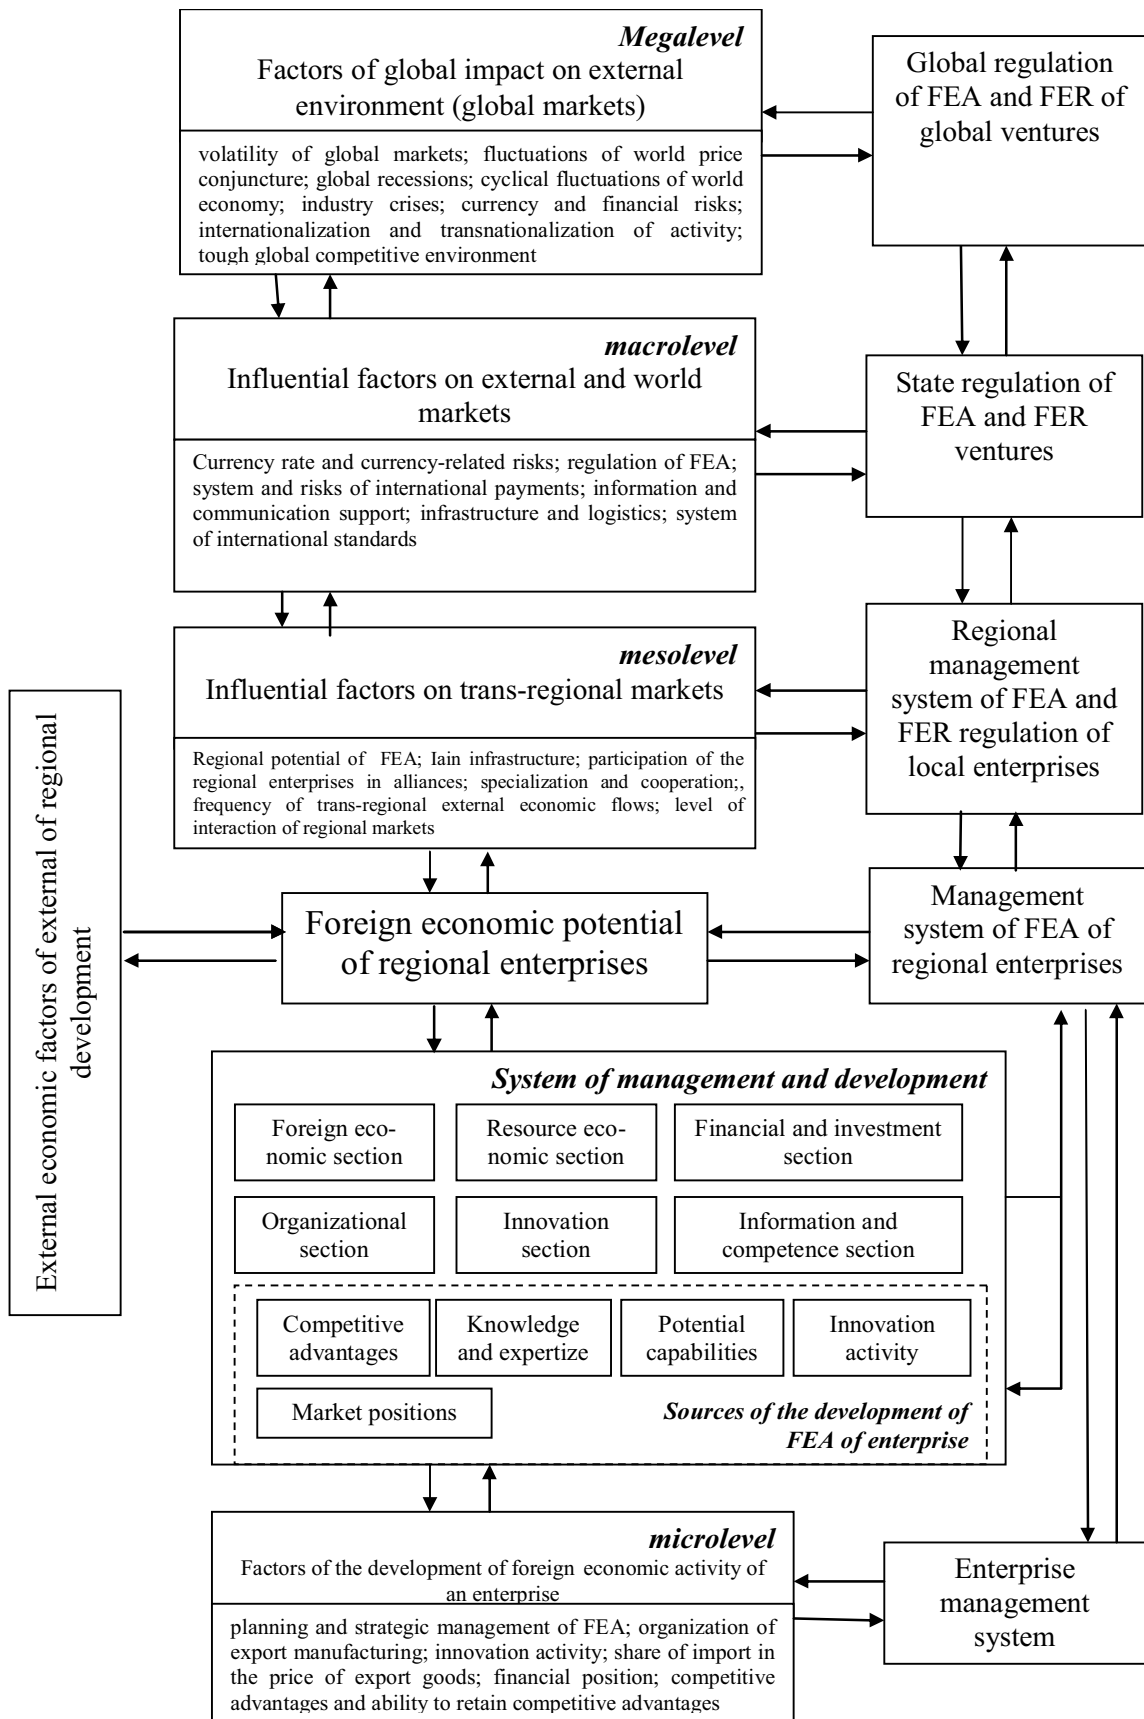 Megalevel
Factors of global impact on external
environment (global markets)
volatility of global markets; fluctuations of world price
conjuncture; global recessions; cyclical fluctuations of world
economy; industry crises; currency and financial risks;
internationalization and transnationalization of activity;
tough global competitive environment
Global regulation
of FEA and FER of
global ventures
macrolevel
Influential factors on external and world
markets
Currency rate and currency-related risks; regulation of FEA;
system and risks of international payments; information and
communication support; infrastructure and logistics; system
of international standards
State regulation of
FEA and FER
ventures
mesolevel
Influential factors on trans-regional markets
Regional potential of FEA; Iain infrastructure; participation of the
regional enterprises in alliances; specialization and cooperation;,
frequency of trans-regional external economic flows; level of
interaction of regional markets
Regional
management
system of FEA and
FER regulation of
local enterprises
External economic factors of external of regional
development
Foreign economic potential
of regional enterprises
Management
system of FEA of
regional enterprises
System of management and development
Foreign eco-
nomic section
Resource eco-
nomic section
Financial and investment
section
Organizational
section
Innovation
section
Information and
competence section
Competitive
advantages
Knowledge
and expertize
Potential
capabilities
Innovation
activity
Market positions
Sources of the development of
FEA of enterprise
microlevel
Factors of the development of foreign economic activity of
an enterprise
planning and strategic management of FEA; organization of
export manufacturing; innovation activity; share of import in
the price of export goods; financial position; competitive
advantages and ability to retain competitive advantages
Enterprise
management
system